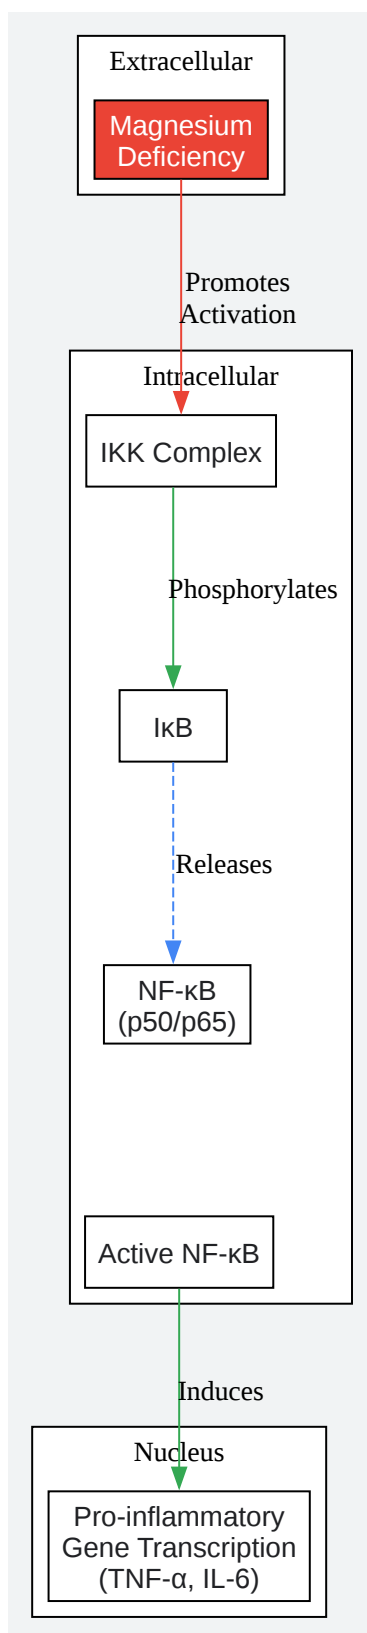 Extracellular
Magnesium
Deficiency
Promotes
Activation
Intracellular
IKK Complex
Phosphorylates
IκB
Releases
NF-κB
(p50/p65)
Active NF-κB
Induces
Nucleus
Pro-inflammatory
Gene Transcription
(TNF-α, IL-6)